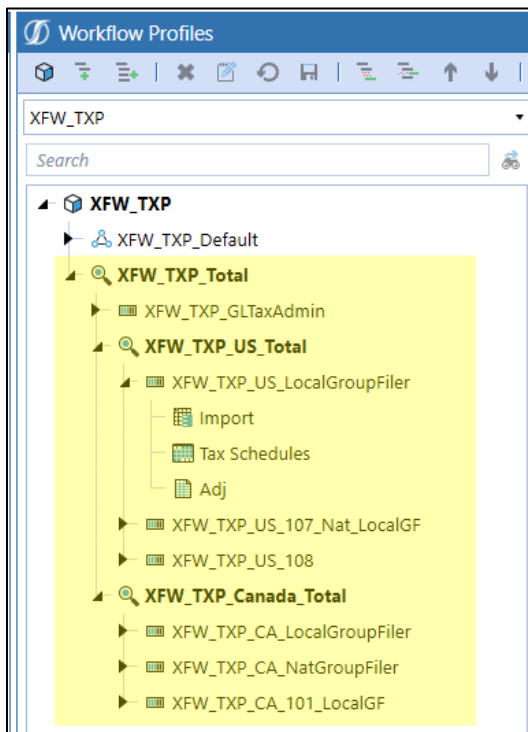 Workflow Profiles
XFW_TXP
Search
XFW_TXP
XFW_TXP_Default
XFW_TXP_Total
XFW_TXP_GLTaxAdmin
XFW_TXP_US_Total
XFW_TXP_US_LocalGroupFiler
Import
Tax Schedules
Adj
XFW_TXP_US_107_Nat_LocalGF
XFW_TXP_US_108
XFW_TXP_Canada_Total
XFW_TXP_CA_LocalGroupFiler
XFW_TXP_CA_NatGroupFiler
XFW_TXP_CA_101_LocalGF